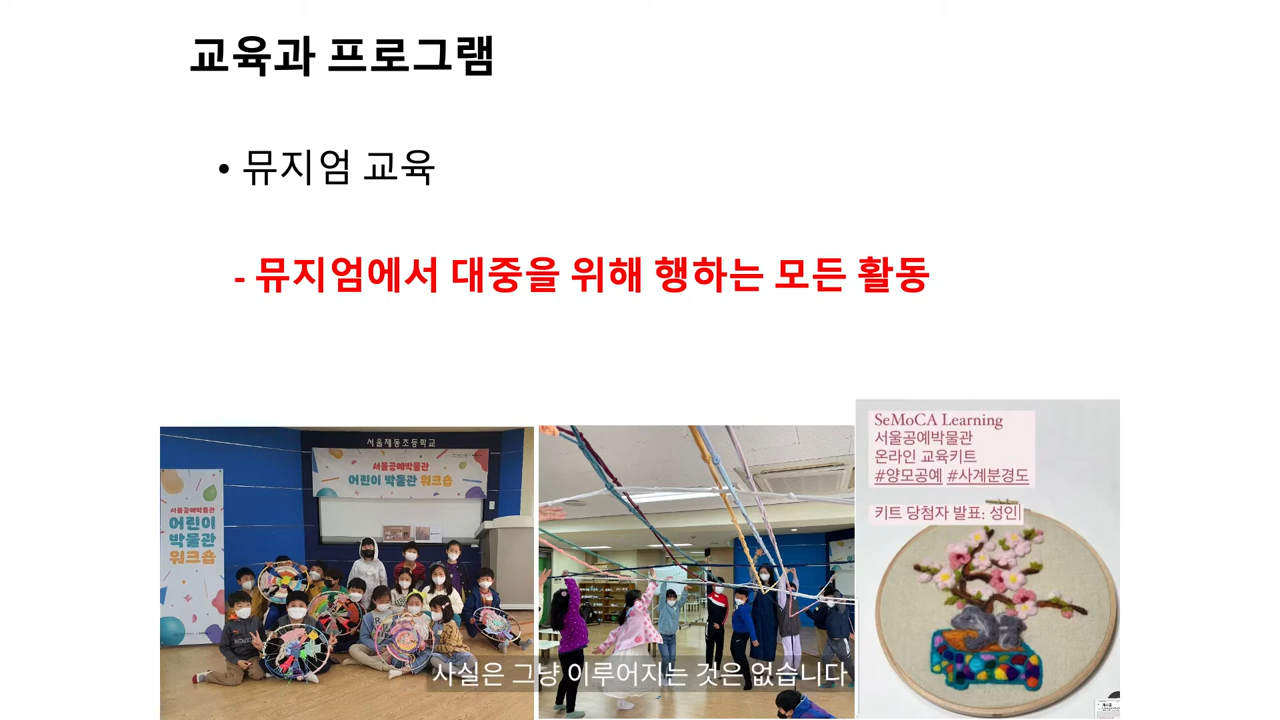 교육과 프로그램
• 뮤지엄 교육
- 뮤지엄에서 대중을 위해 행하는 모든 활동
서울재동초등학교
서울공예박물관
어린이 박물관 워크숍
서울공예박물관
어린이
박물관
워크숍
SeMoCA Learning
서울공예박물관
온라인 교육키트
#양모공예 #사계분경도
키트 당첨자 발표: 성인
사실은 그냥 이루어지는 것은 없습니다